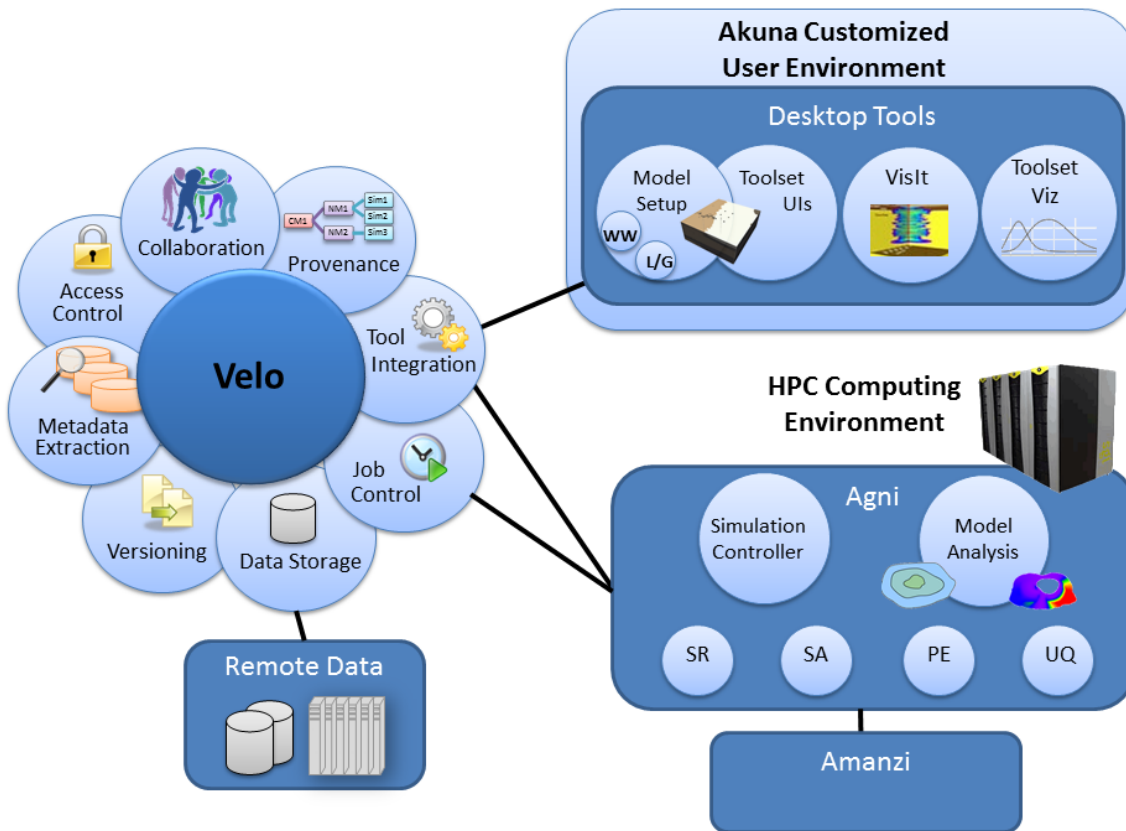 Akuna Customized
User Environment
Desktop Tools
Model
Setup
WW
L/G
Toolset
UIs
VisIt
Toolset
Viz
Collaboration
CM1
NM1
NM2
Sim1
Sim2
Sim3
Provenance
Access
Control
Tool
Integration
Velo
Metadata
Extraction
Job
Control
Versioning
Data Storage
Remote Data
HPC Computing
Environment
Agni
Simulation
Controller
Model
Analysis
SR
SA
PE
UQ
Amanzi